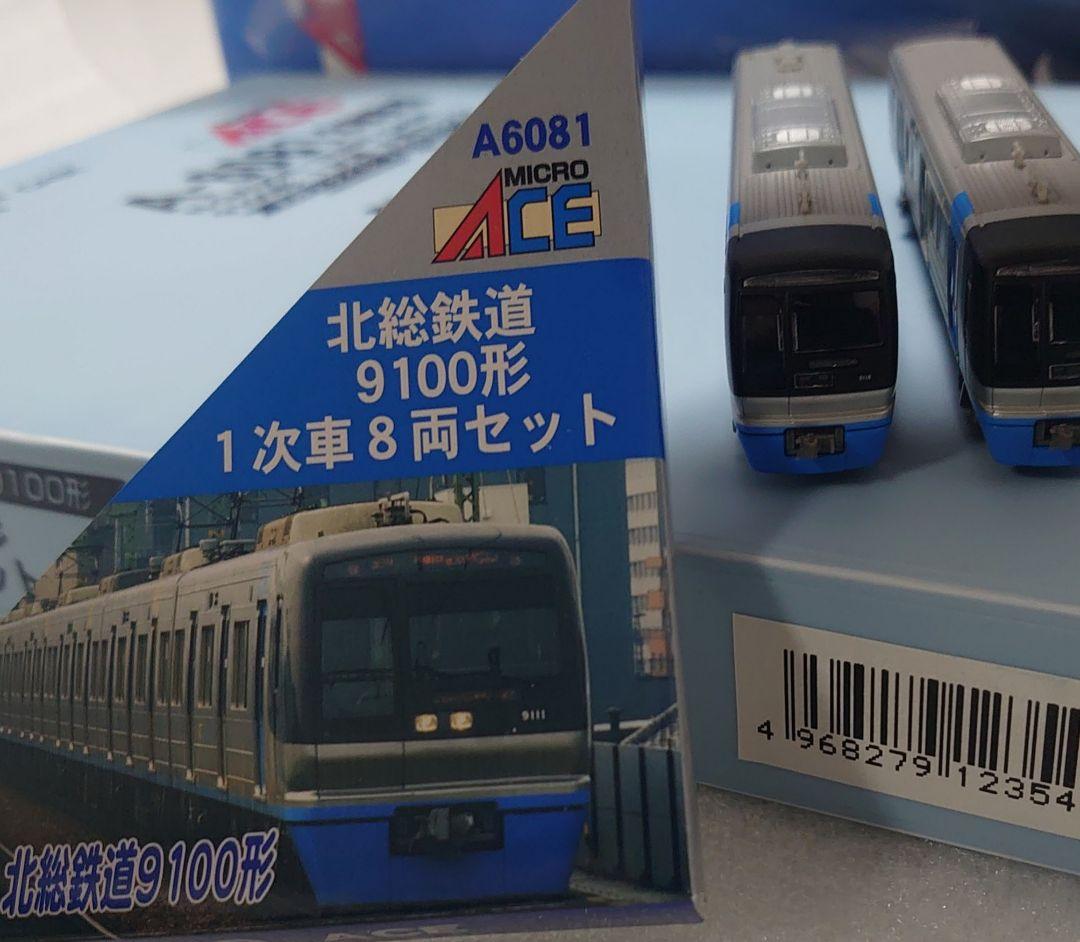 A6081
MICRO
ACE
北総鉄道
9100形
1次車8両セット
9100形
9111
北総鉄道9100形
ACE
4 968279 12354